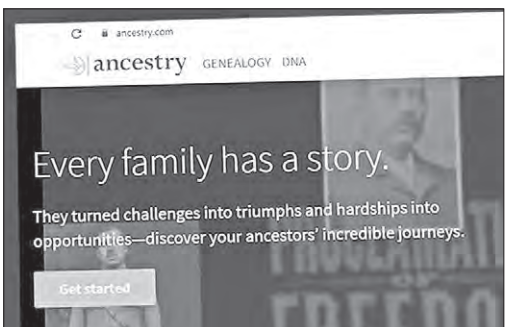 ancestry.com
ancestry GENEALOGY DNA
Every family has a story.
They turned challenges into triumphs and hardships into
opportunities—discover your ancestors' incredible journeys.
Get started
OF